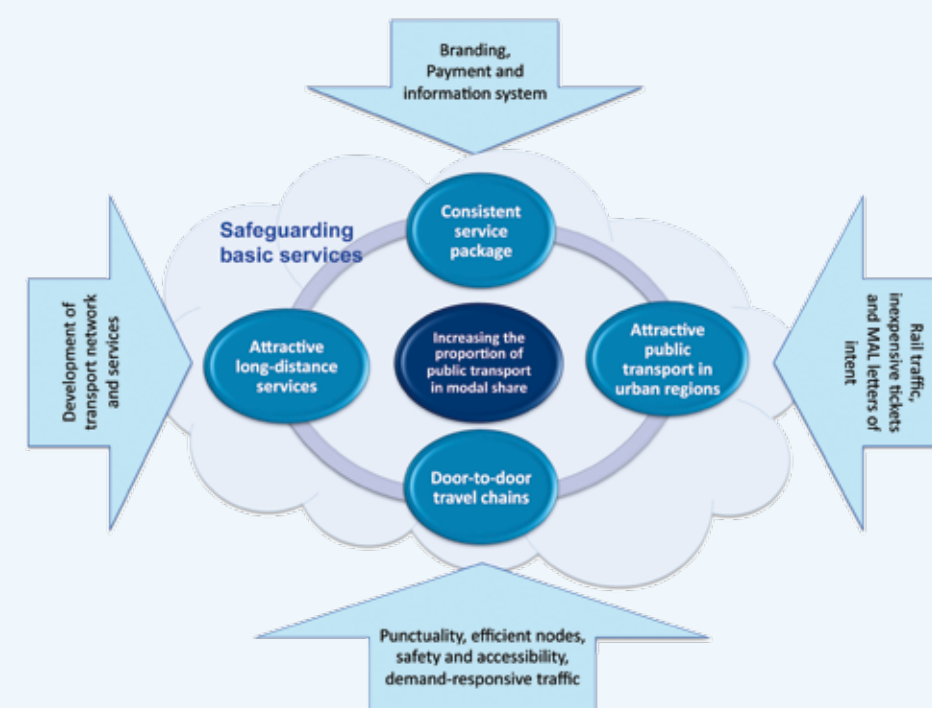 Branding,
Payment and
information system
Safeguarding
basic services
Consistent
service
package
Development of
transport network
and services
Attractive
long-distance
services
Increasing the
proportion of
public transport
in modal share
Attractive
public
transport in
urban regions
Rail traffic,
inexpensive tickets
and MAL letters of
intent
Door-to-door
travel chains
Punctuality, efficient nodes,
safety and accessibility,
demand-responsive traffic